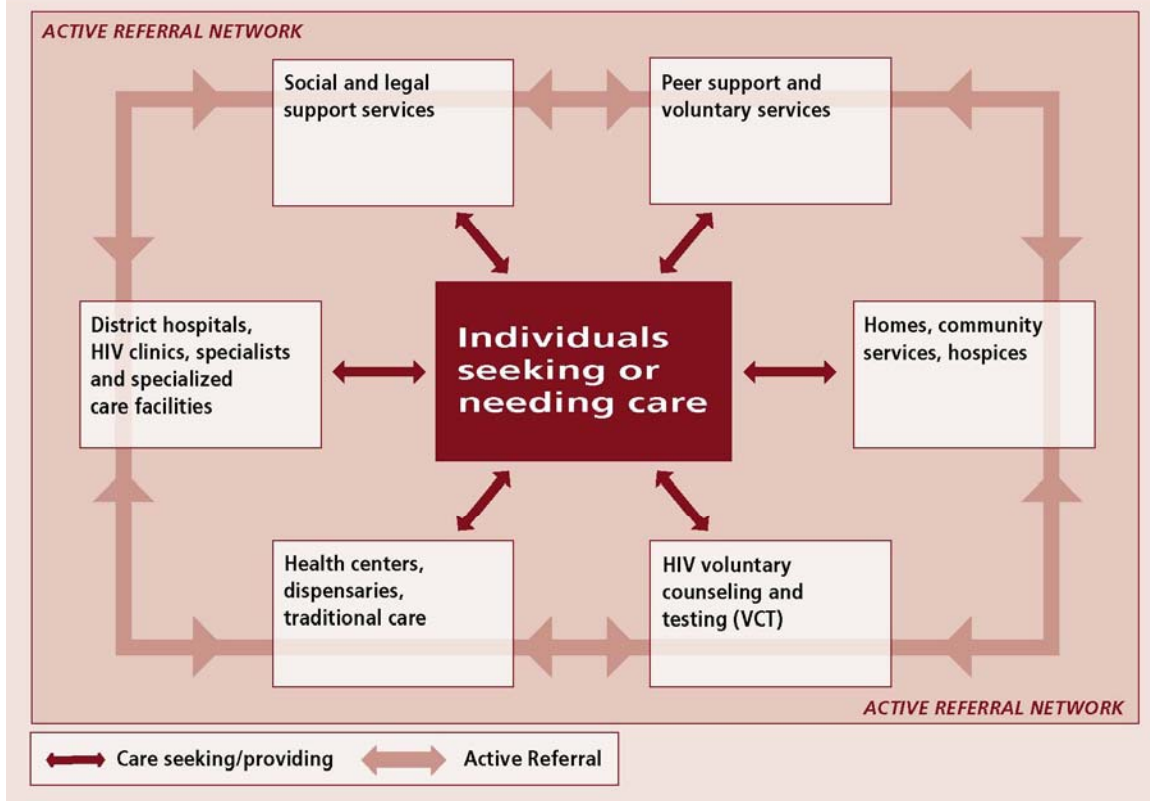 ACTIVE REFERRAL NETWORK
Social and legal
support services
Peer support and
voluntary services
District hospitals,
HIV clinics, specialists
and specialized
care facilities
Individuals
seeking or
needing care
Homes, community
services, hospices
Health centers,
dispensaries,
traditional care
HIV voluntary
counseling and
testing (VCT)
ACTIVE REFERRAL NETWORK
Care seeking/providing
Active Referral